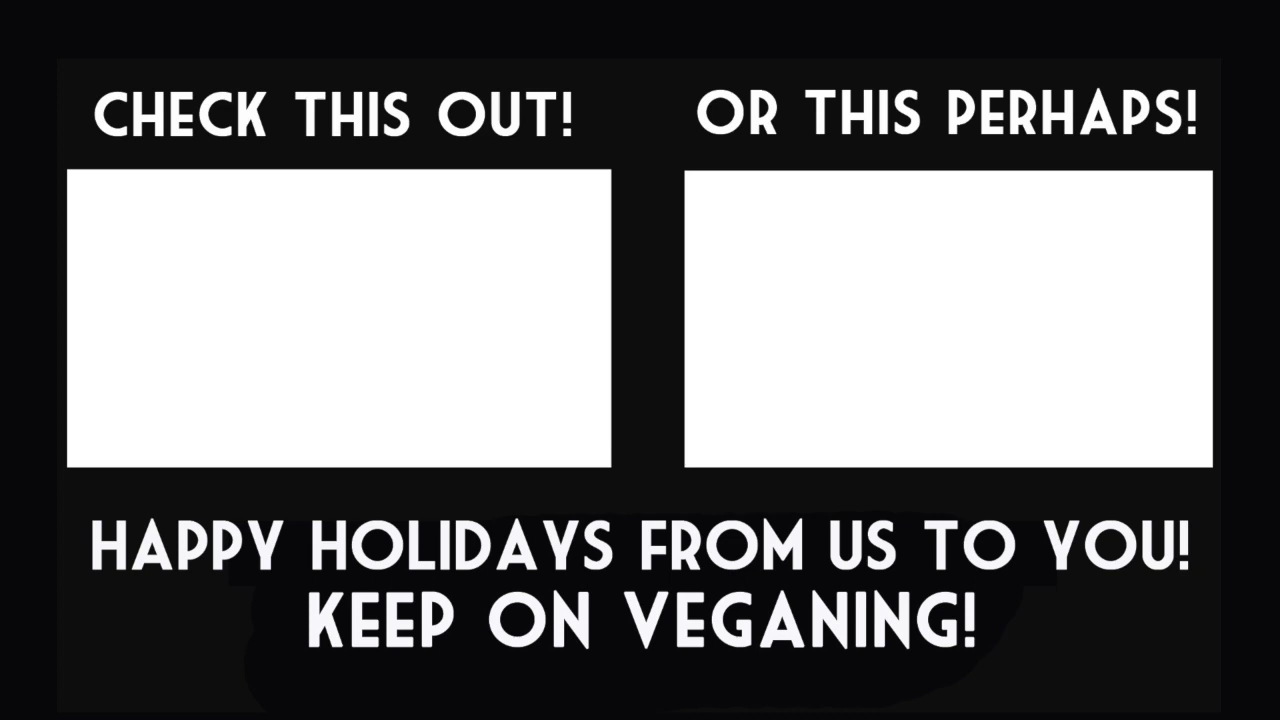 CHECK THIS OUT!
OR THIS PERHAPS!
HAPPY HOLIDAYS FROM US TO YOU!
KEEP ON VEGANING!